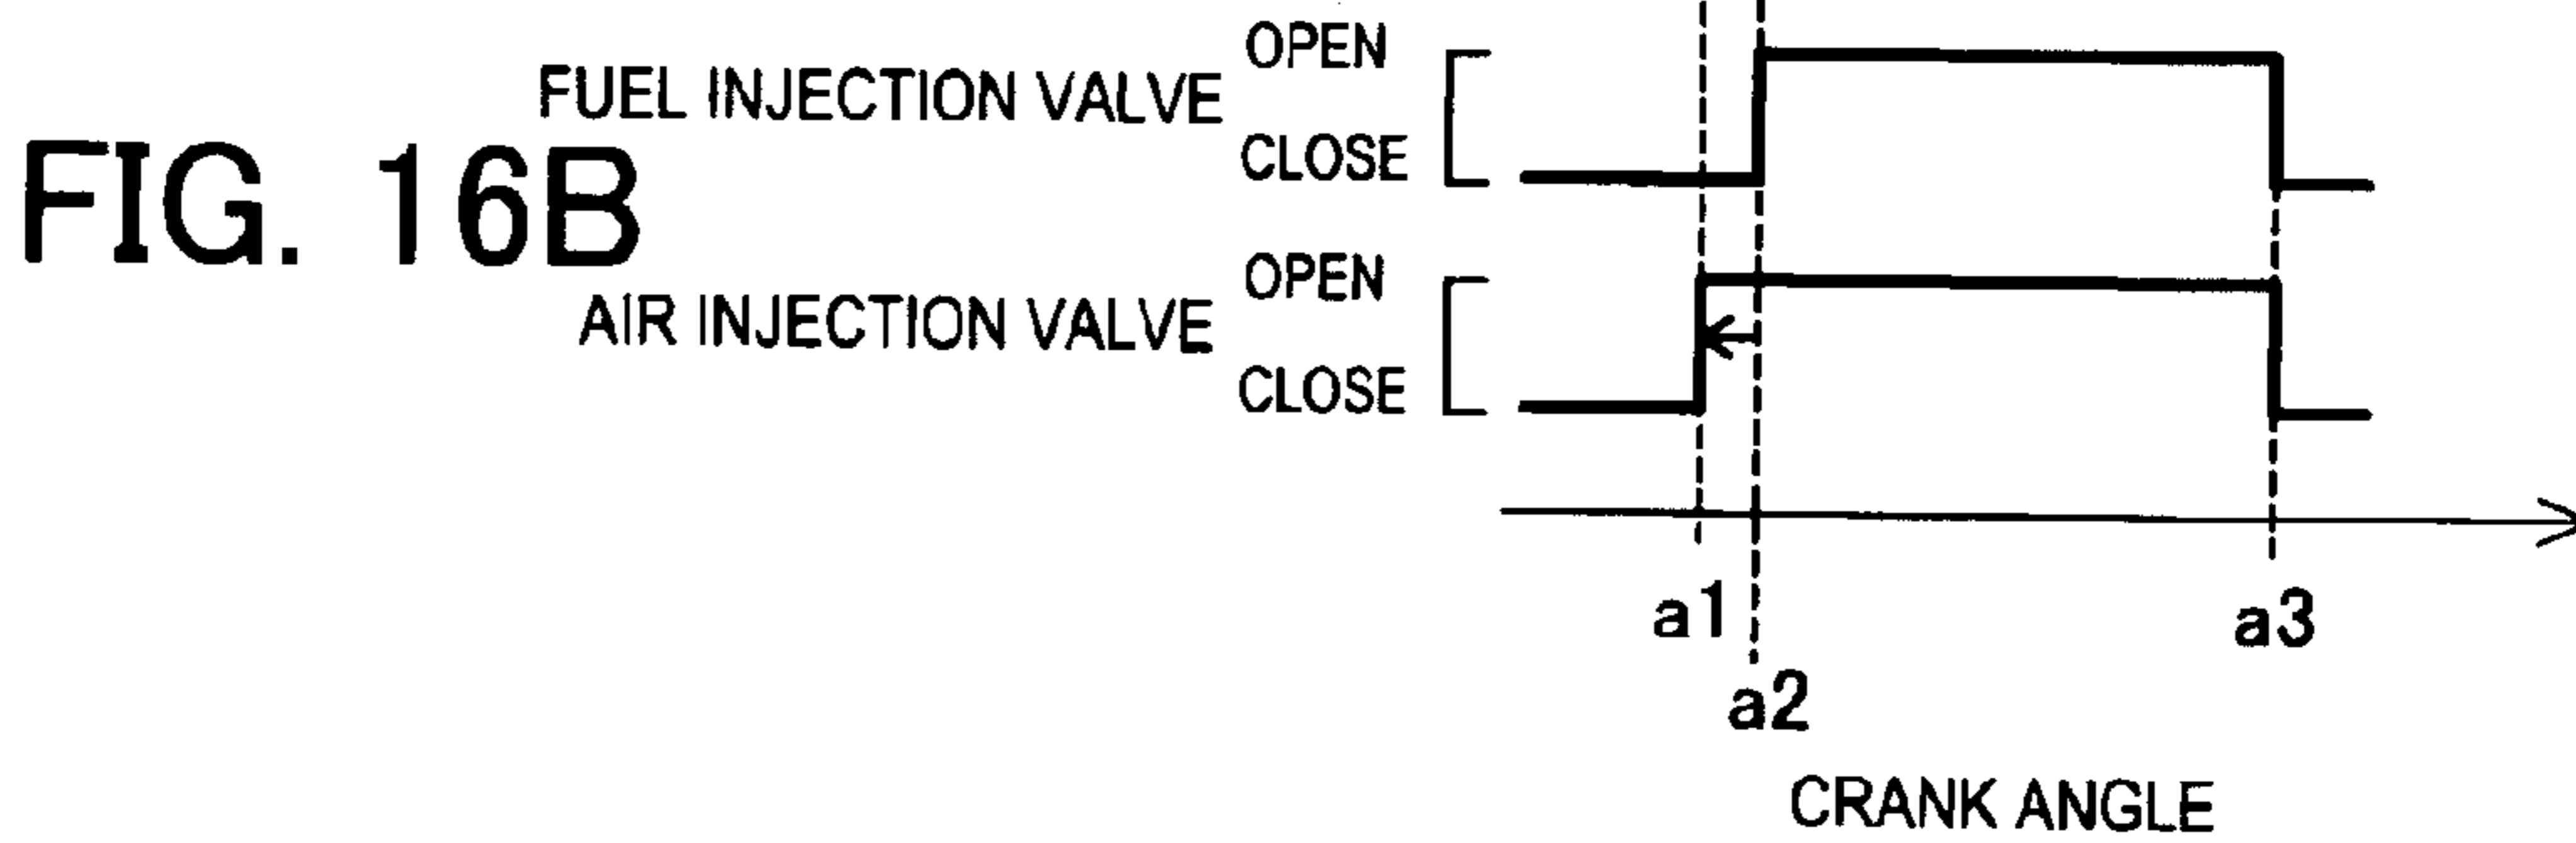 FIG. 16B
FUEL INJECTION VALVE
OPEN
CLOSE
AIR INJECTION VALVE
OPEN
CLOSE
a1
a2
a3
CRANK ANGLE